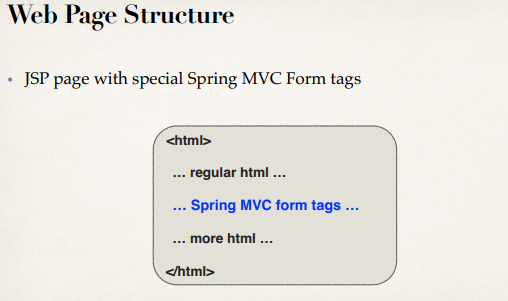 Web Page Structure
• JSP page with special Spring MVC Form tags
<html>
… regular html …
… Spring MVC form tags …
… more html …
</html>